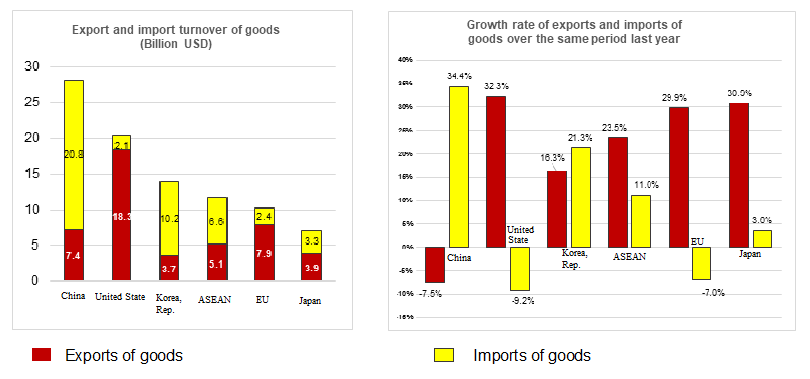 Export and import turnover of goods
(Billion USD)
30
25
20
15
10
5
0
20.8
7.4
2.1
18.3
10.2
3.7
6.6
5.1
2.4
7.9
3.3
3.9
China
United State
Korea,
Rep.
ASEAN
EU
Japan
Growth rate of exports and imports of
goods over the same period last year
40%
35%
30%
25%
20%
15%
10%
5%
0%
-5%
-10%
-15%
34.4%
32.3%
16.3%
21.3%
23.5%
11.0%
29.9%
30.9%
3.0%
-7.5%
-9.2%
-7.0%
China
United
State
Korea,
Rep.
ASEAN
EU
Japan
Exports of goods
Imports of goods